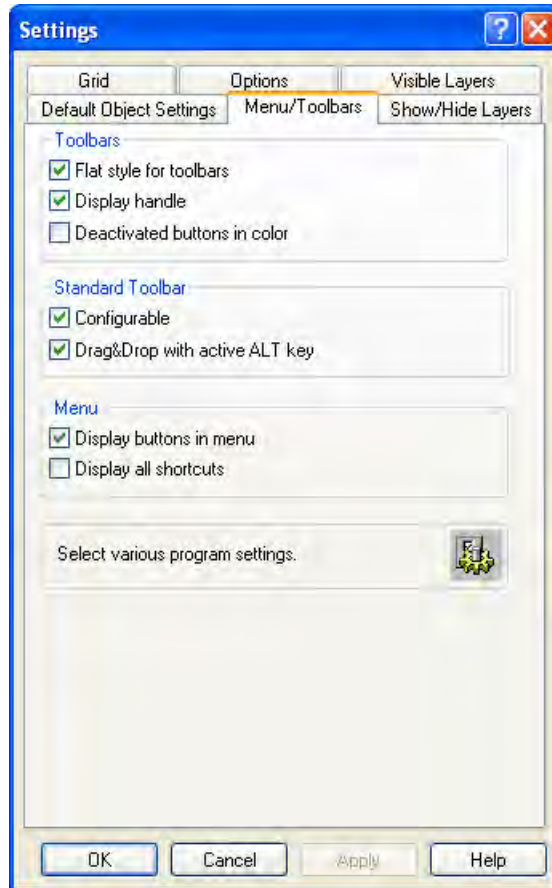 Settings
Grid Options Visible Layers
Default Object Settings Menu/Toolbars Show/Hide Layers
Toolbars
Flat style for toolbars
Display handle
Deactivated buttons in color
Standard Toolbar
Configurable
Drag&Drop with active ALT key
Menu
Display buttons in menu
Display all shortcuts
Select various program settings.
OK Cancel Apply Help